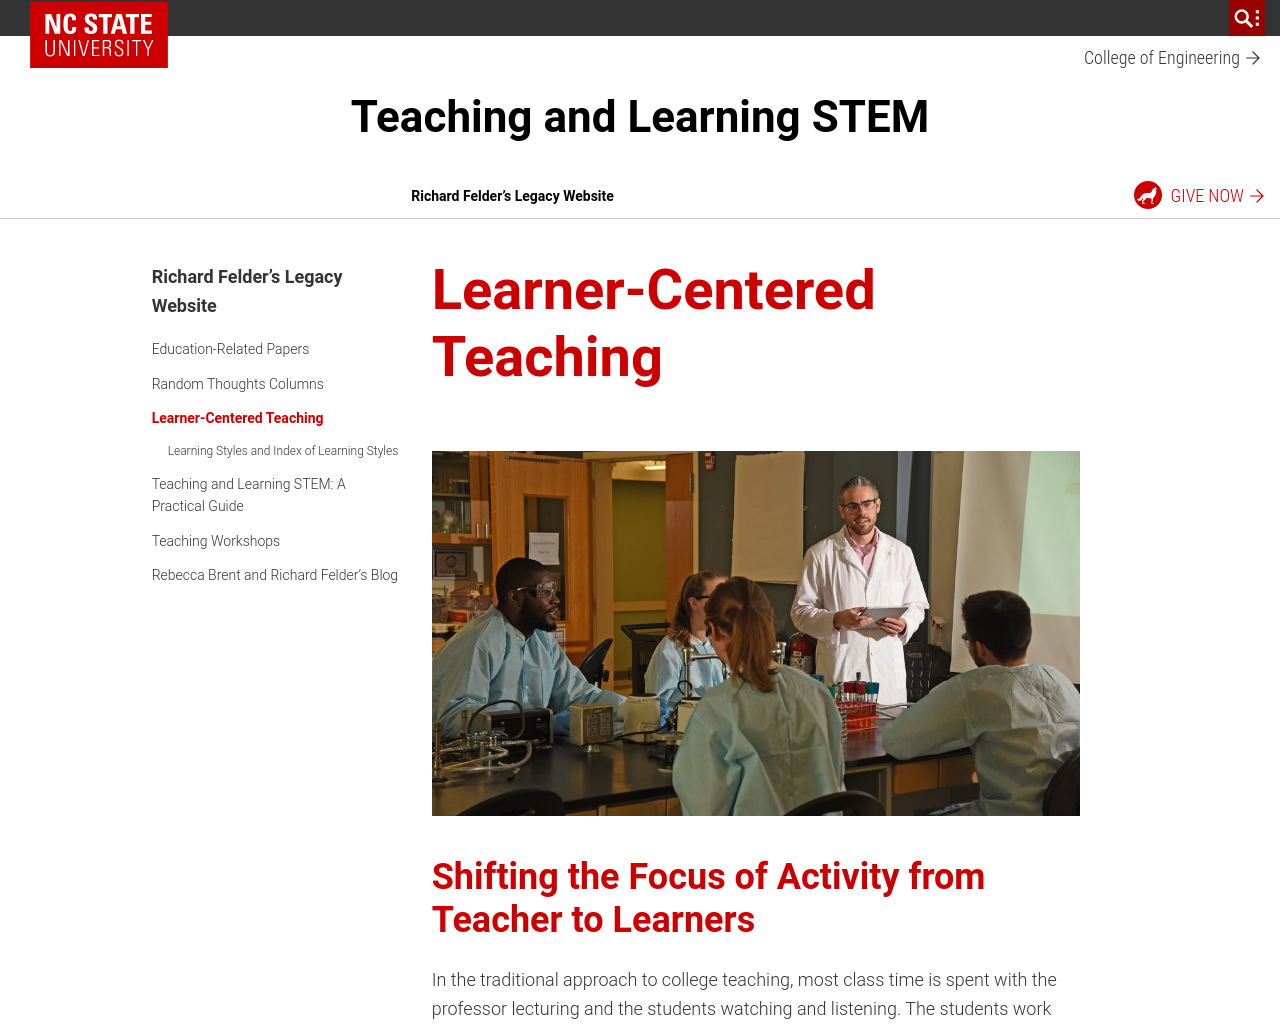 NC STATE
UNIVERSITY
College of Engineering
Teaching and Learning STEM
Richard Felder’s Legacy Website
GIVE NOW
Richard Felder’s Legacy
Website
Education-Related Papers
Random Thoughts Columns
Learner-Centered Teaching
Learning Styles and Index of Learning Styles
Teaching and Learning STEM: A
Practical Guide
Teaching Workshops
Rebecca Brent and Richard Felder’s Blog
Learner-Centered
Teaching
Shifting the Focus of Activity from
Teacher to Learners
In the traditional approach to college teaching, most class time is spent with the
professor lecturing and the students watching and listening. The students work